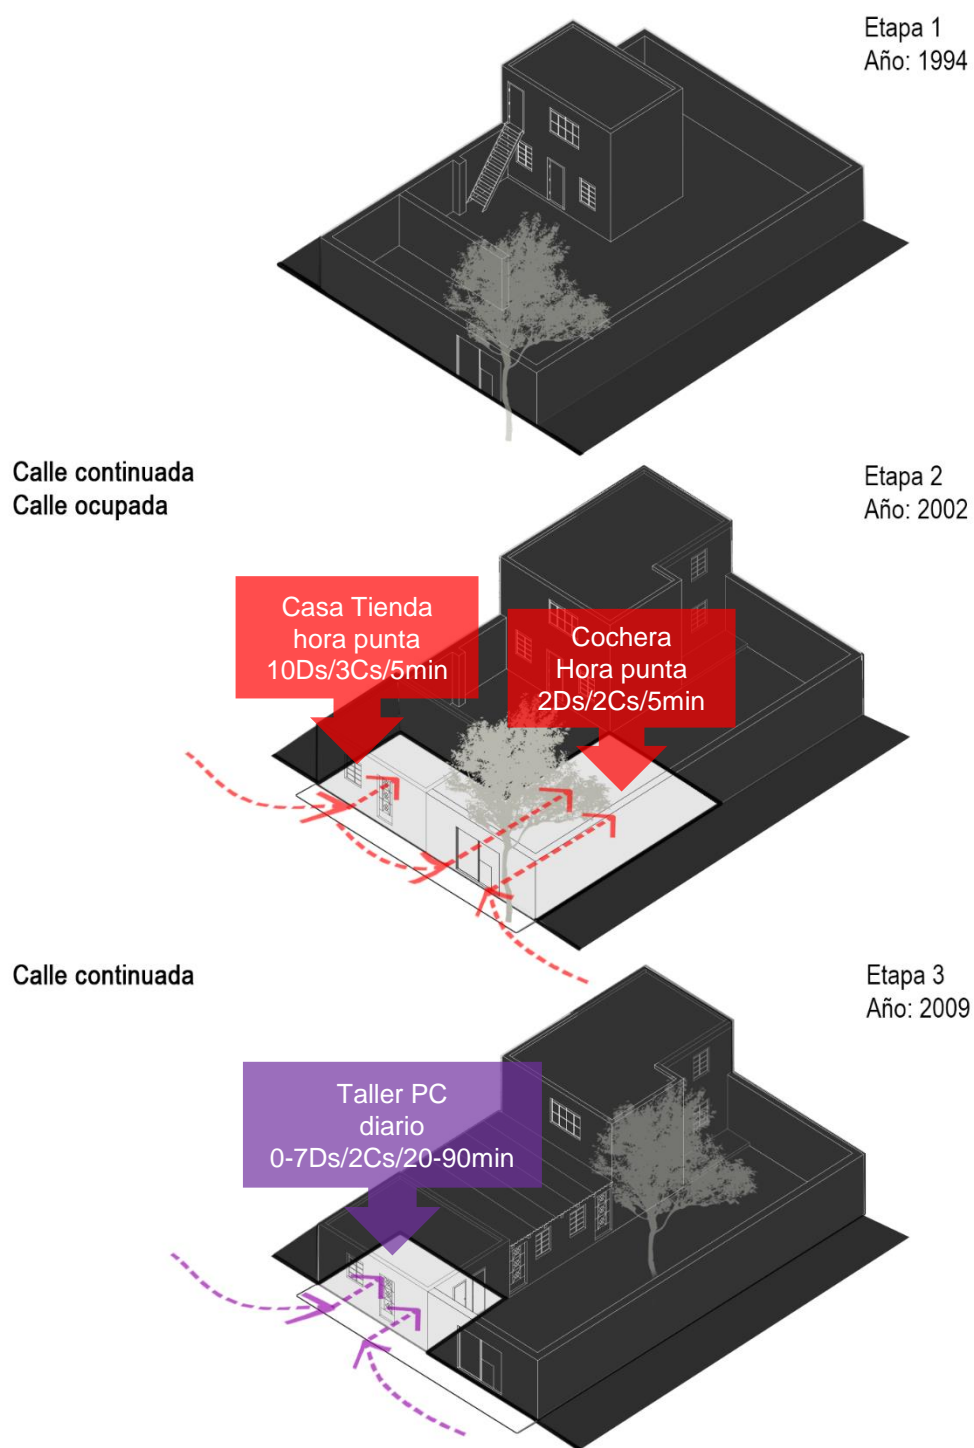 Etapa 1
Año: 1994
Calle continuada
Calle ocupada
Etapa 2
Año: 2002
Casa Tienda
hora punta
10Ds/3Cs/5min
Cochera
Hora punta
2Ds/2Cs/5min
Calle continuada
Etapa 3
Año: 2009
Taller PC
diario
0-7Ds/2Cs/20-90min